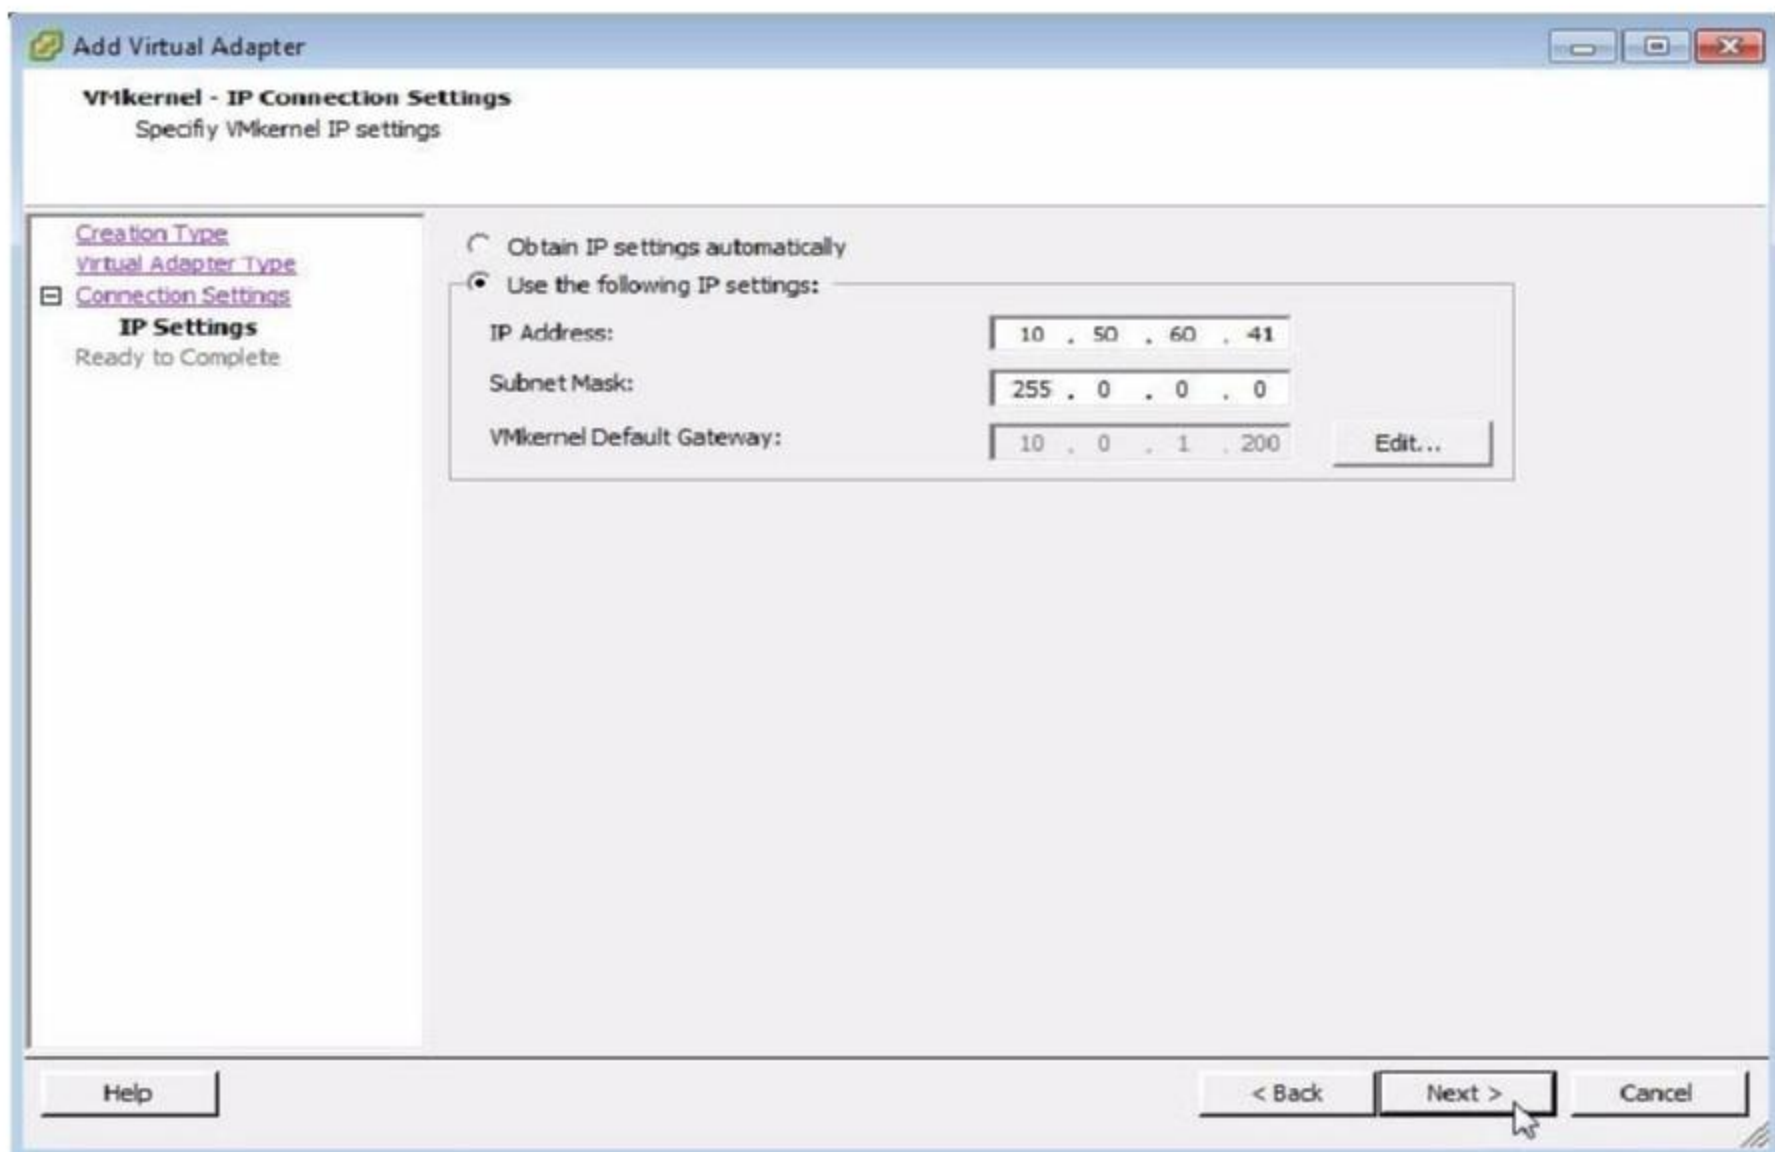 Add Virtual Adapter
VMkernel - IP Connection Settings
Specifiy VMkernel IP settings
Creation Type
Virtual Adapter Type
Connection Settings
IP Settings
Ready to Complete
Obtain IP settings automatically
Use the following IP settings:
IP Address: 10 . 50 . 60 . 41
Subnet Mask: 255 . 0 . 0 . 0
VMkernel Default Gateway: 10 . 0 . 1 . 200 Edit...
Help < Back Next > Cancel